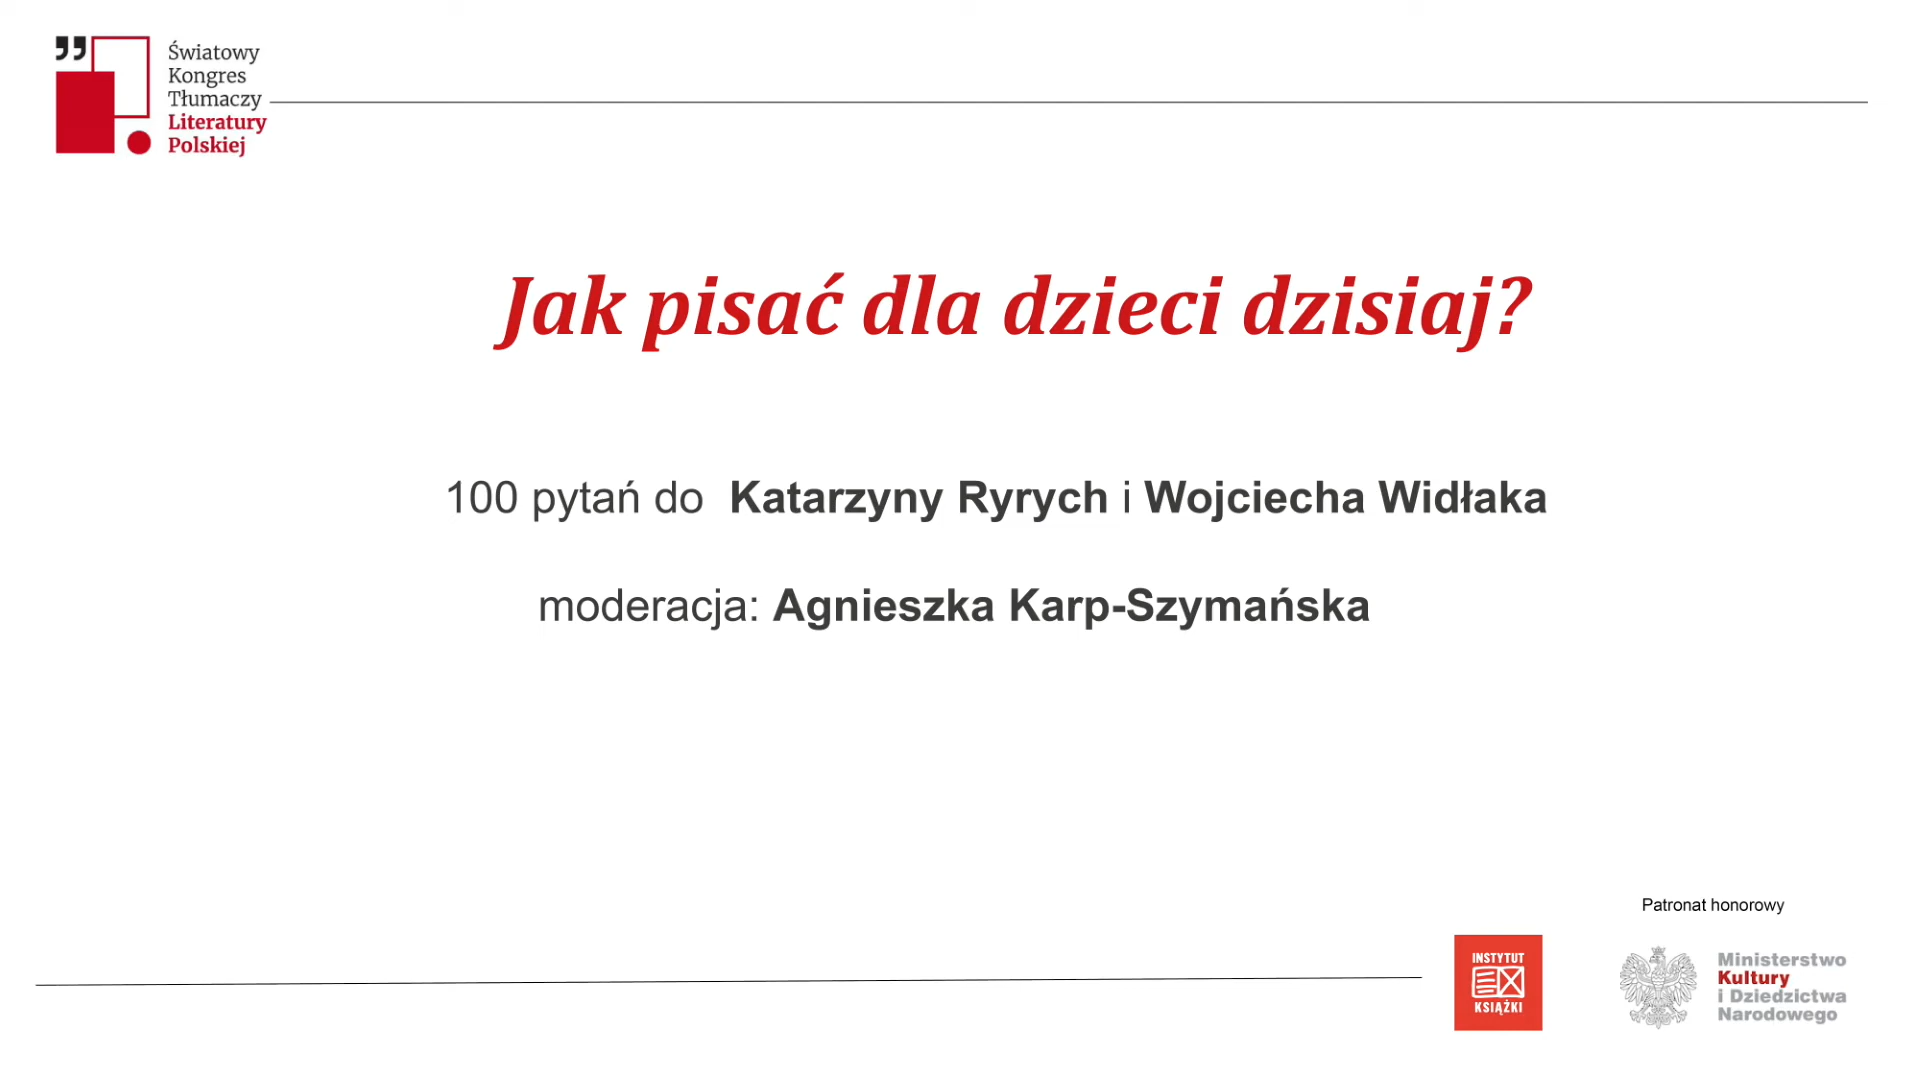 Światowy
Kongres
Tłumaczy
Literatury
Polskiej
Jak pisać dla dzieci dzisiaj?
100 pytań do Katarzyny Ryrych i Wojciecha Widłaka
moderacja: Agnieszka Karp-Szymańska
Patronat honorowy
INSTYTUT
KSIĄŻKI
Ministerstwo
Kultury
i Dziedzictwa
Narodowego